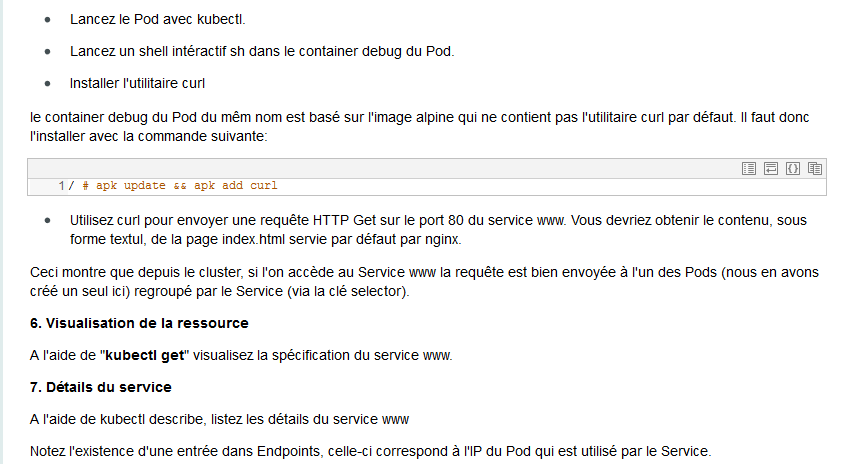 Lancez le Pod avec kubectl.
Lancez un shell intéractif sh dans le container debug du Pod.
Installer l'utilitaire curl
le container debug du Pod du mêm nom est basé sur l'image alpine qui ne contient pas l'utilitaire curl par défaut. Il faut donc
l'installer avec la commande suivante:
1 / # apk update && apk add curl
Utilisez curl pour envoyer une requête HTTP Get sur le port 80 du service www. Vous devriez obtenir le contenu, sous
forme textul, de la page index.html servie par défaut par nginx.
Ceci montre que depuis le cluster, si l'on accède au Service www la requête est bien envoyée à l'un des Pods (nous en avons
créé un seul ici) regroupé par le Service (via la clé selector).
6. Visualisation de la ressource
A l'aide de "kubectl get" visualisez la spécification du service www.
7. Détails du service
A l'aide de kubectl describe, listez les détails du service www
Notez l'existence d'une entrée dans Endpoints, celle-ci correspond à l'IP du Pod qui est utilisé par le Service.